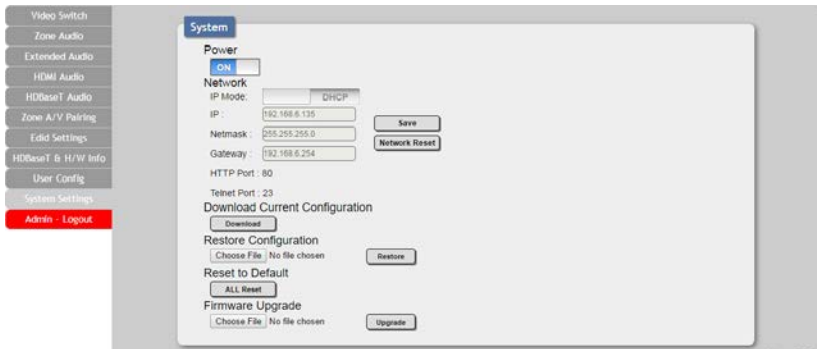 Video Switch
Zone Audio
Extended Audio
HDMI Audio
HDBaseT Audio
Zone A/V Pairing
Edid Settings
HDBaseT & H/W Info
User Config
System Settings
Admin - Logout
System
Power
ON
Network
IP Mode: DHCP
IP : 192.168.6.135
Netmask : 255.255.255.0
Gateway : 192.168.6.254
Save
Network Reset
HTTP Port : 80
Telnet Port : 23
Download Current Configuration
Download
Restore Configuration
Choose File No file chosen Restore
Reset to Default
ALL Reset
Firmware Upgrade
Choose File No file chosen Upgrade